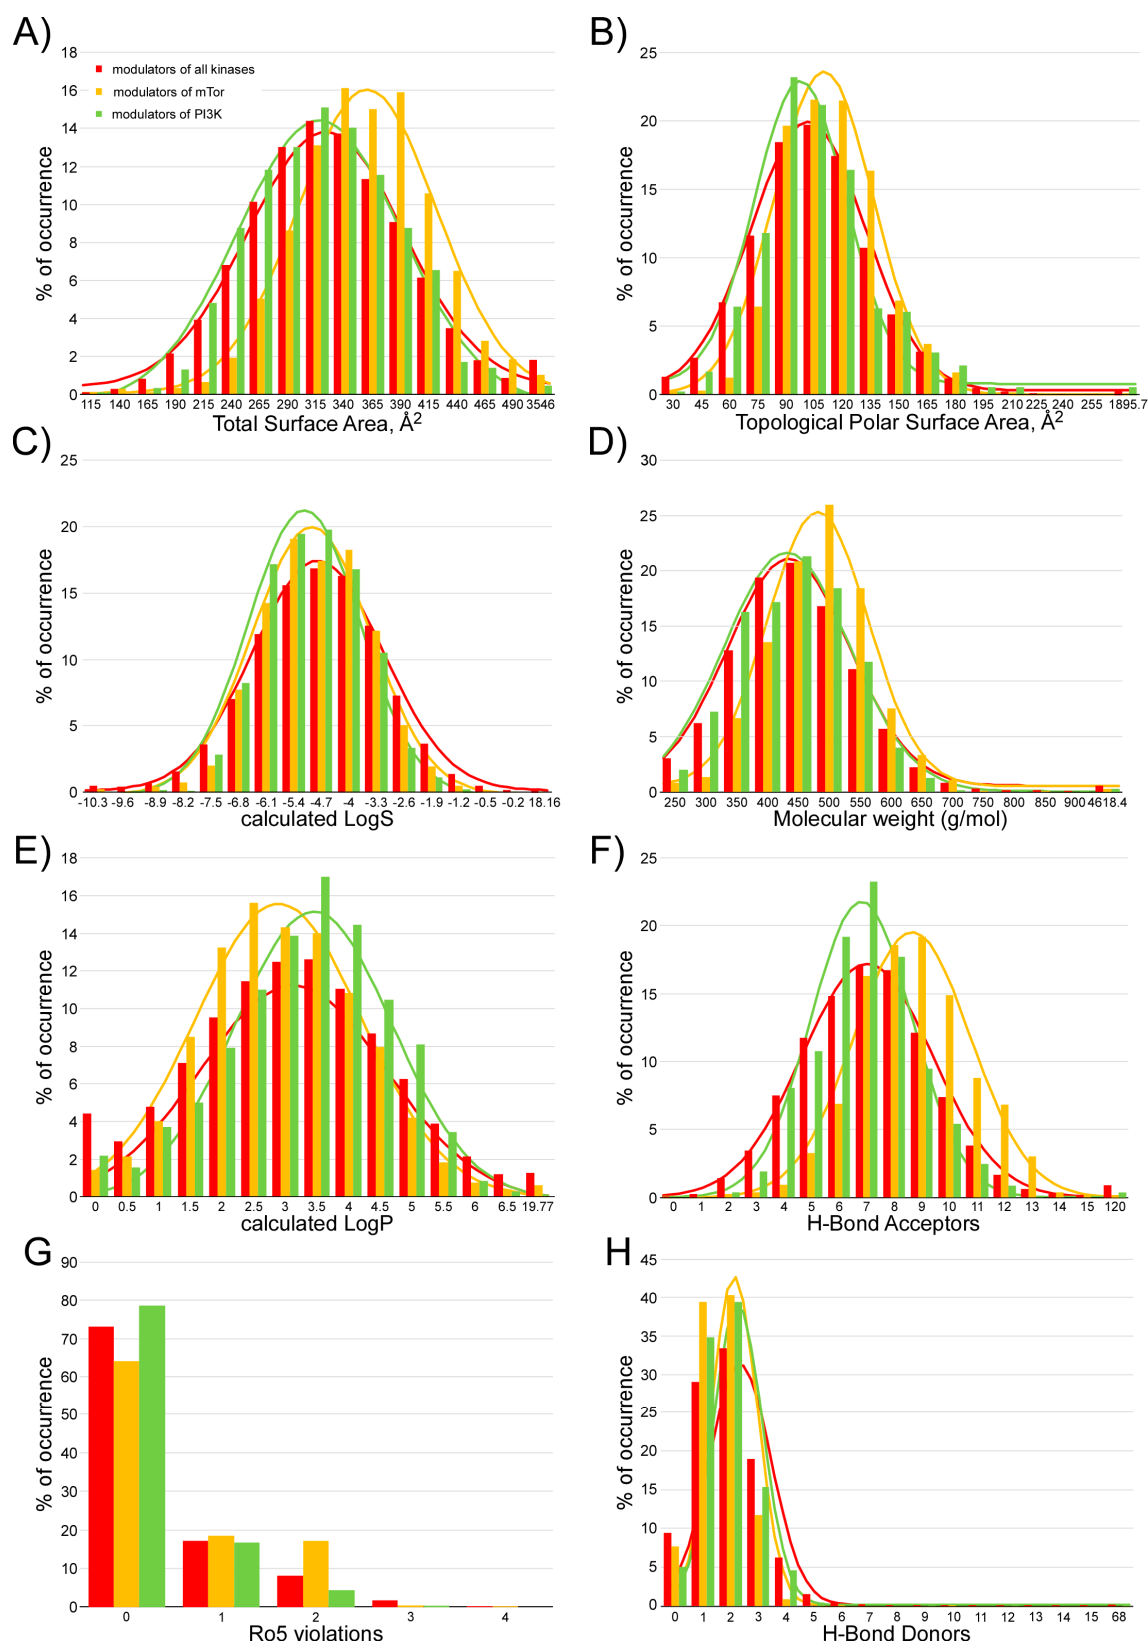 A)
18
16
14
12
10
8
6
4
2
0
% of occurrence
modulators of all kinases
modulators of mTor
modulators of PI3K
115 140 165 190 215 240 265 290 315 340 365 390 415 440 465 490 3546
Total Surface Area, Å²
B)
25
20
15
10
5
0
% of occurrence
30 45 60 75 90 105 120 135 150 165 180 195 210 225 240 255 1895.7
Topological Polar Surface Area, Å²
C)
25
20
15
10
5
0
% of occurrence
-10.3 -9.6 -8.9 -8.2 -7.5 -6.8 -6.1 -5.4 -4.7 -4 -3.3 -2.6 -1.9 -1.2 -0.5 -0.2 18.16
calculated LogS
D)
30
25
20
15
10
5
0
% of occurrence
250 300 350 400 450 500 550 600 650 700 750 800 850 900 4618.4
Molecular weight (g/mol)
E)
18
16
14
12
10
8
6
4
2
0
% of occurrence
0 0.5 1 1.5 2 2.5 3 3.5 4 4.5 5 5.5 6 6.5 19.77
calculated LogP
F)
25
20
15
10
5
0
% of occurrence
0 1 2 3 4 5 6 7 8 9 10 11 12 13 14 15 120
H-Bond Acceptors
G
90
80
70
60
50
40
30
20
10
0
% of occurrence
0 1 2 3 4
Ro5 violations
H
45
40
35
30
25
20
15
10
5
0
% of occurrence
0 1 2 3 4 5 6 7 8 9 10 11 12 13 14 15 68
H-Bond Donors